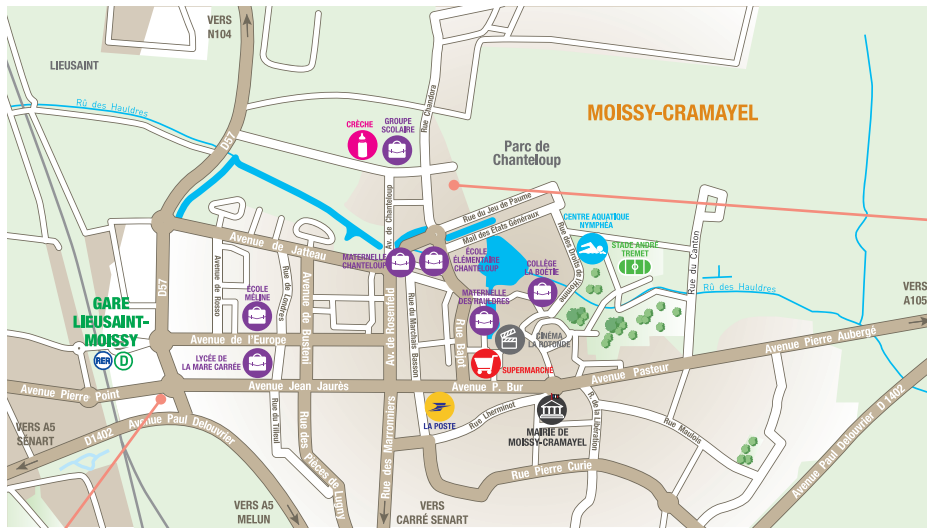 VERS
N104
LIEUSAINT
Rû des Hauldres
D57
CRÈCHE
GROUPE
SCOLAIRE
Rue Chandora
MOISSY-CRAMAYEL
Parc de
Chanteloup
Av. de Chanteloup
Rue du Jeu de Paume
Mail des Etats Généraux
CENTRE AQUATIQUE
NYMPHÉA
Rue des Droits de l'Homme
STADE ANDRÉ
TREMET
Rue du Canton
Avenue de Jatteau
MATERNELLE
CHANTELOUP
ÉCOLE
ÉLÉMENTAIRE
CHANTELOUP
COLLÈGE
LA BOÉTIE
Rû des Hauldres
VERS
A105
D57
Avenue de Rosso
ÉCOLE
MÉLINE
Rue de Londres
Avenue de Busteni
Av. de Rosenfeld
Rue du Marchais Basson
Rue Bajot
MATERNELLE
DES HAULDRES
GARE
LIEUSAINT-
MOISSY
RER D
Avenue de l'Europe
CINÉMA
LA ROTONDE
Avenue Pierre Aubergé
LYCÉE DE
LA MARE CARRÉE
SUPERMARCHÉ
Avenue Pasteur
Avenue Pierre Point
Avenue Jean Jaurès
Avenue P. Bur
LA POSTE
Rue Lherminot
MAIRIE DE
MOISSY-CRAMAYEL
R. de la Libération
Rue Maulois
VERS A5
SENART
D1402
Avenue Paul Delouvrier
Rue du Tilleul
Rue des
Pièces de Lugny
Rue des Marronniers
Rue Pierre Curie
Avenue Paul Delouvrier D 1402
VERS A5
MELUN
VERS
CARRÉ SENART